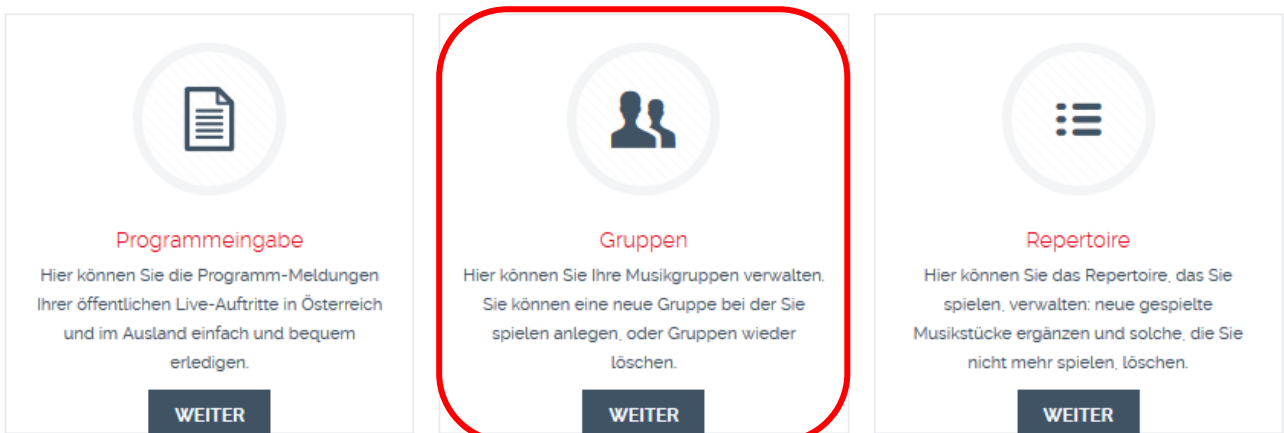 Programmeingabe
Hier können Sie die Programm-Meldungen
Ihrer öffentlichen Live-Auftritte in Österreich
und im Ausland einfach und bequem
erledigen.
WEITER
Gruppen
Hier können Sie Ihre Musikgruppen verwalten.
Sie können eine neue Gruppe bei der Sie
spielen anlegen, oder Gruppen wieder
löschen.
WEITER
Repertoire
Hier können Sie das Repertoire, das Sie
spielen, verwalten: neue gespielte
Musikstücke ergänzen und solche, die Sie
nicht mehr spielen, löschen.
WEITER